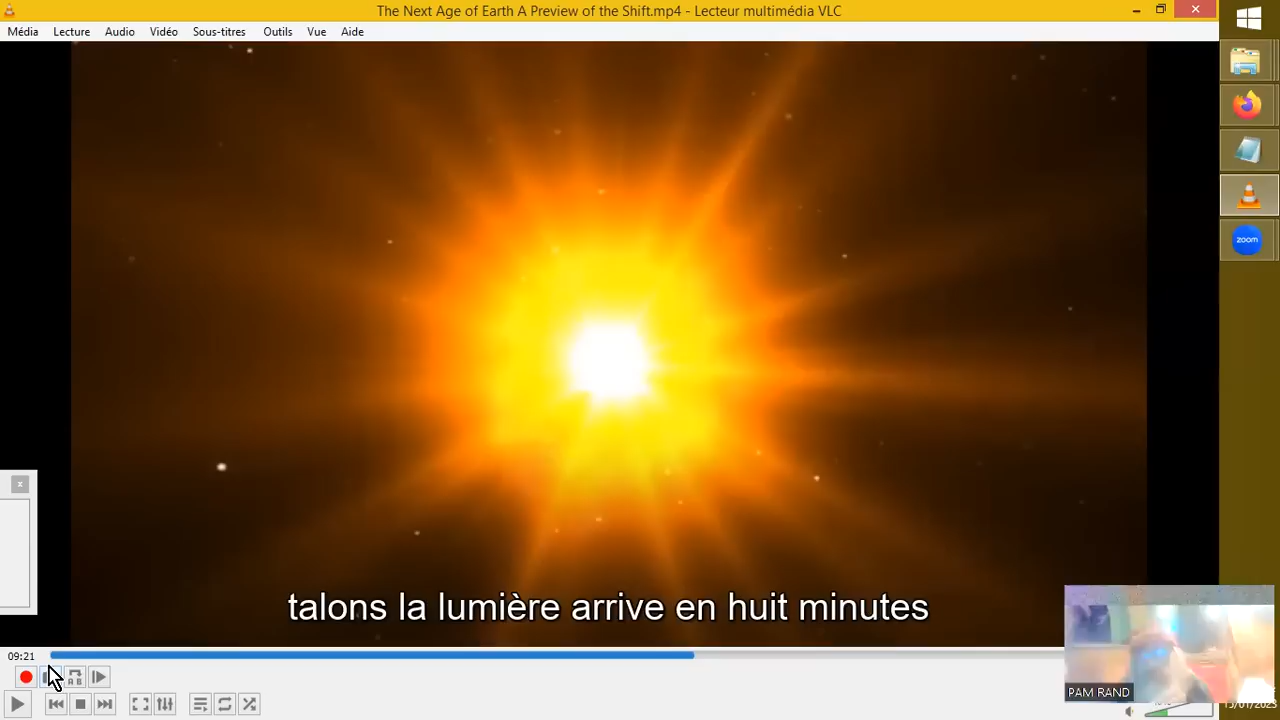 The Next Age of Earth A Preview of the Shift.mp4 - Lecteur multimédia VLC
Média Lecture Audio Vidéo Sous-titres Outils Vue Aide
zoom
talons la lumière arrive en huit minutes
09:21
A B
PAM RAND